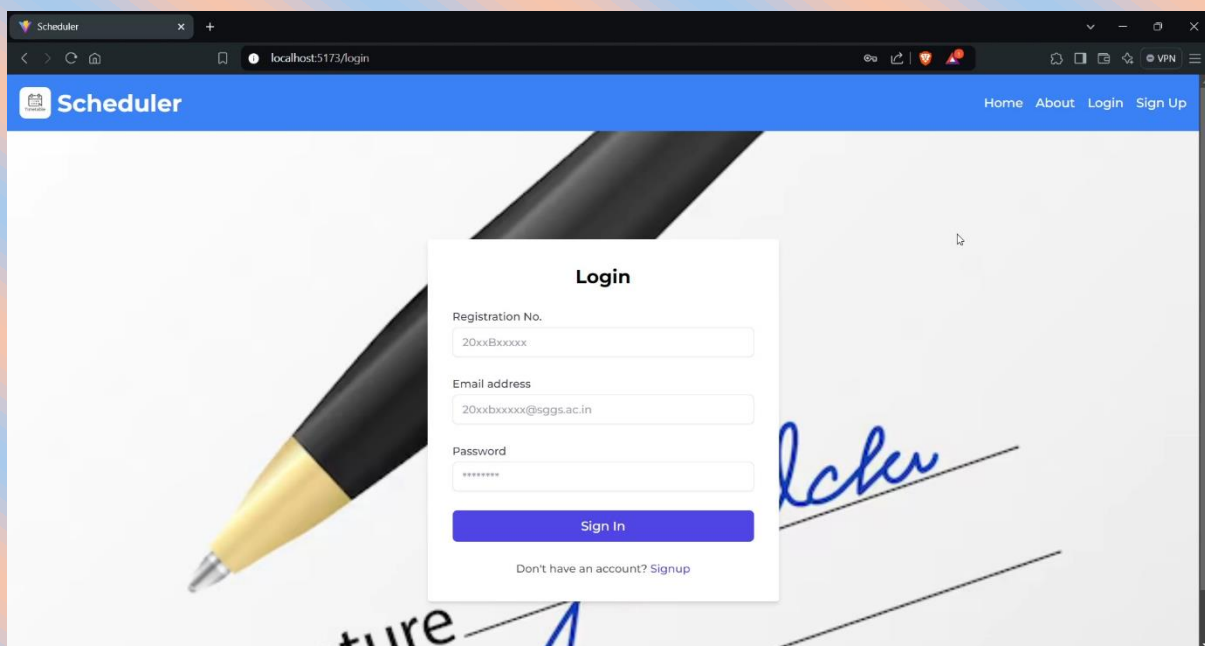 Scheduler
localhost:5173/login
VPN
Scheduler
Home About Login Sign Up
Login
Registration No.
20xxBxxxxx
Email address
20xxbxxxxx@sggs.ac.in
Password
********
Sign In
Don't have an account? Signup
ture